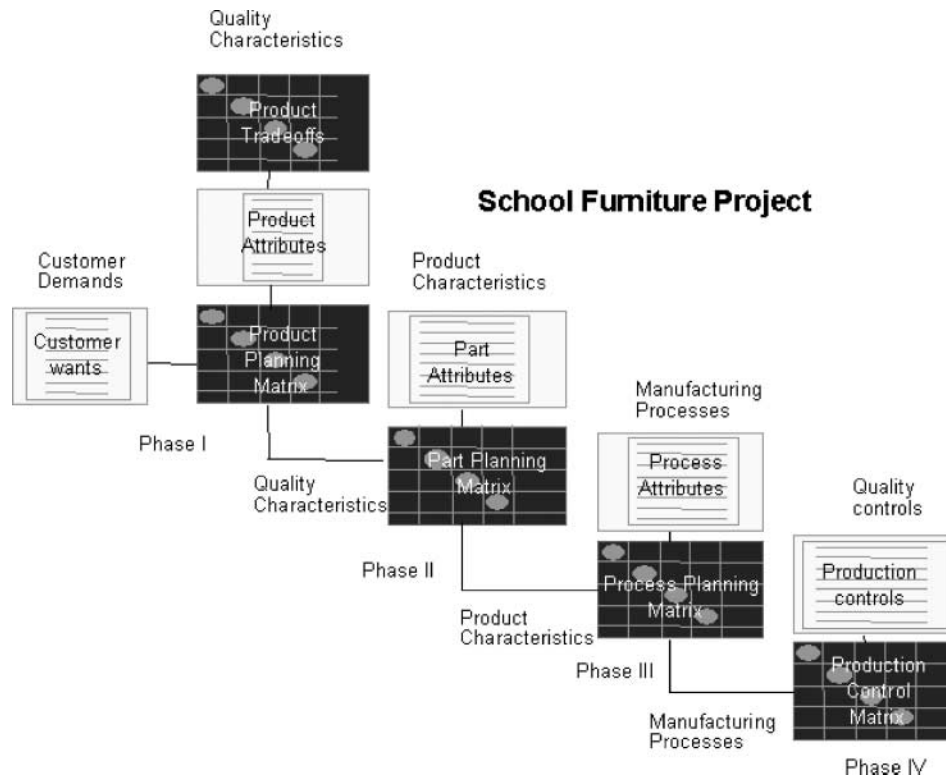 Quality
Characteristics
Product
Tradeoffs
School Furniture Project
Product
Attributes
Customer
Demands
Product
Characteristics
Customer
wants
Product
Planning
Matrix
Part
Attributes
Manufacturing
Processes
Phase I
Part Planning
Matrix
Process
Attributes
Quality
Characteristics
Quality
controls
Phase II
Process Planning
Matrix
Production
controls
Product
Characteristics
Phase III
Production
Control
Matrix
Manufacturing
Processes
Phase IV